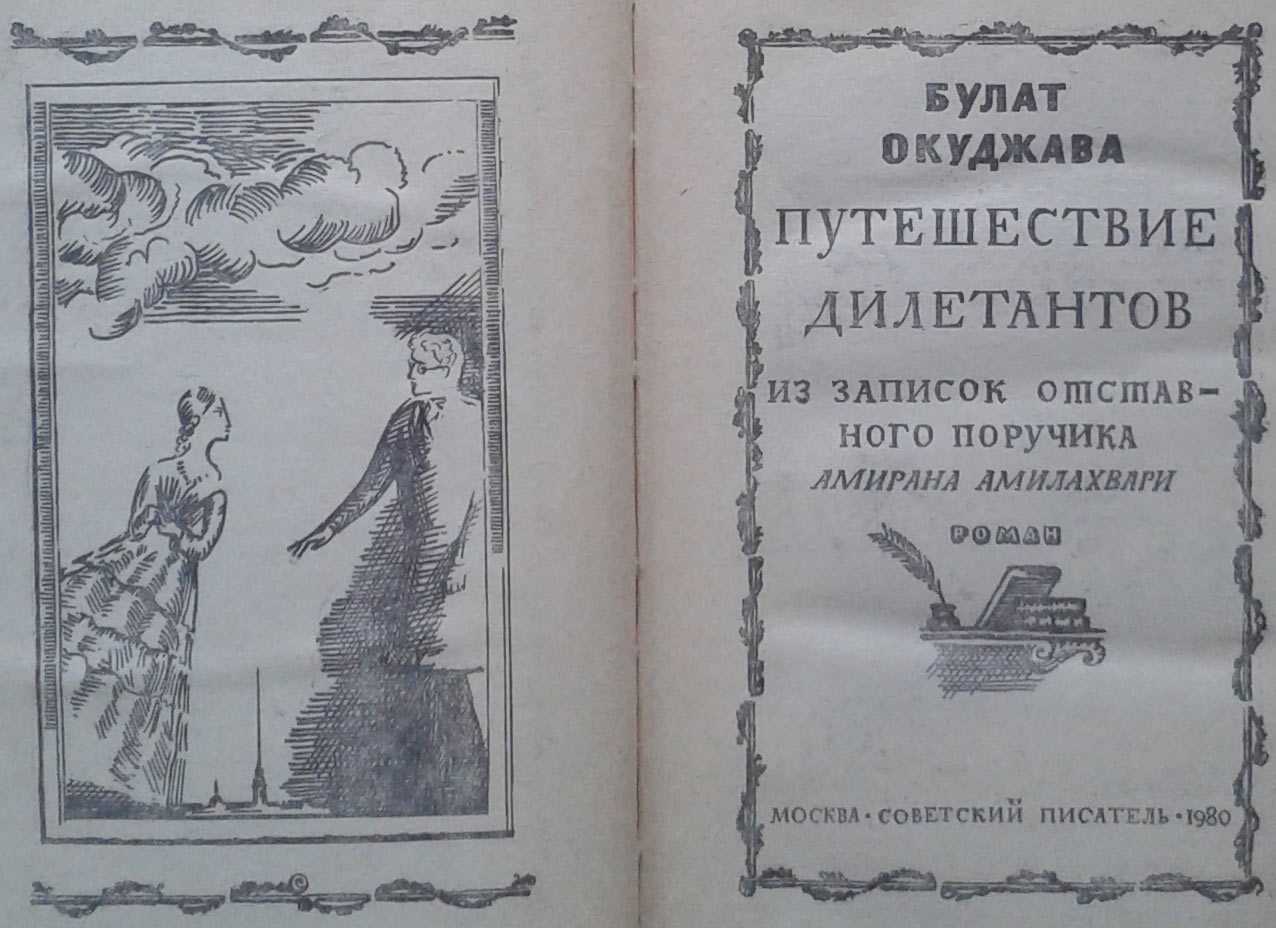 БУЛАТ
ОКУДЖАВА
ПУТЕШЕСТВИЕ
ДИЛЕТАНТОВ
ИЗ ЗАПИСОК ОТСТАВ-
НОГО ПОРУЧИКА
АМИРАНА АМИЛАХВАРИ
РОМАН
МОСКВА · СОВЕТСКИЙ ПИСАТЕЛЬ · 1980